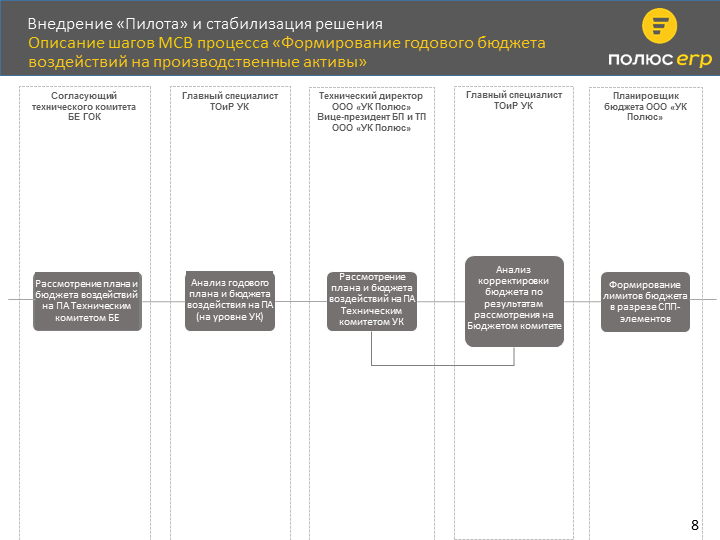 Внедрение «Пилота» и стабилизация решения
Описание шагов МСВ процесса «Формирование годового бюджета
воздействий на производственные активы»
ПОЛЮС егр
Согласующий
технического комитета
БЕ ГОК
Главный специалист
ТОиР УК
Технический директор
ООО «УК Полюс»
Вице-президент БП и ТП
ООО «УК Полюс»
Главный специалист
ТОиР УК
Планировщик
бюджета ООО «УК
Полюс»
Рассмотрение плана и
бюджета воздействий
на ПА Техническим
комитетом БЕ
Анализ годового
плана и бюджета
воздействия на ПА
(на уровне УК)
Рассмотрение
плана и бюджета
воздействий на ПА
Техническим
комитетом УК
Анализ
корректировки
бюджета по
результатам
рассмотрения на
Бюджетом комитете
Формирование
лимитов бюджета
в разрезе СПП-
элементов
8